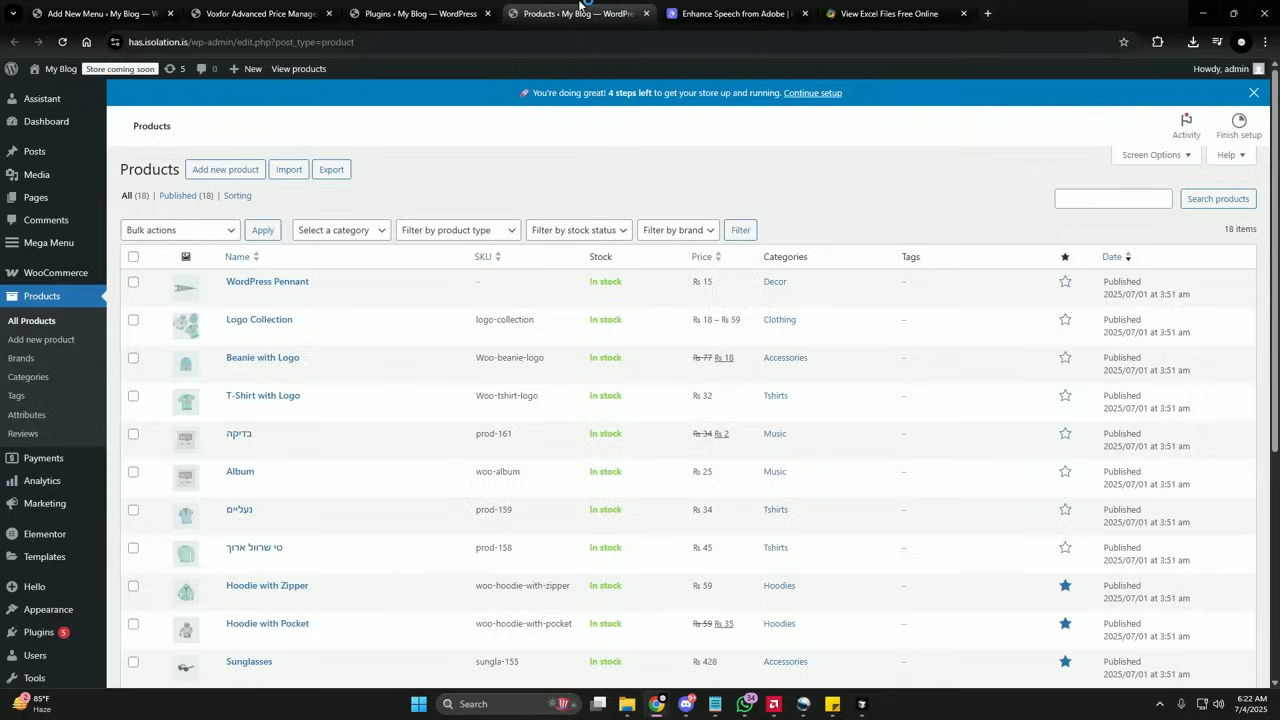 Top Menu ‹ My Blog — Wor
Voxfor AI Price Manage
Plugins ‹ My Blog — WordPress
Products ‹ My Blog — WordPre
Enhance Speech from Adobe |
View Excel Files Free Online
has.isolation.is/wp-admin/edit.php?post_type=product
My Blog
Store coming soon
5
0
New
View products
Howdy, admin
Assistant
Dashboard
Posts
Media
Pages
Comments
Mega Menu
WooCommerce
Products
All Products
Add new product
Brands
Categories
Tags
Attributes
Reviews
Payments
Analytics
Marketing
Elementor
Templates
Hello
Appearance
Plugins 5
Users
Tools
🚀 You're doing great! 4 steps left to get your store up and running. Continue setup
Products
Activity
Finish setup
Screen Options
Help
Products
Add new product
Import
Export
All (18) | Published (18) | Sorting
Search products
Bulk actions
Apply
Select a category
Filter by product type
Filter by stock status
Filter by brand
Filter
18 items
Name SKU Stock Price Categories Tags Date
WordPress Pennant – In stock ₨ 15 Decor – Published
2025/07/01 at 3:51 am
Logo Collection logo-collection In stock ₨ 18 – ₨ 59 Clothing – Published
2025/07/01 at 3:51 am
Beanie with Logo Woo-beanie-logo In stock ₨ 77 ₨ 18 Accessories – Published
2025/07/01 at 3:51 am
T-Shirt with Logo Woo-tshirt-logo In stock ₨ 32 Tshirts – Published
2025/07/01 at 3:51 am
בדיקה prod-161 In stock ₨ 34 ₨ 2 Music – Published
2025/07/01 at 3:51 am
Album woo-album In stock ₨ 25 Music – Published
2025/07/01 at 3:51 am
נעליים prod-159 In stock ₨ 34 Tshirts – Published
2025/07/01 at 3:51 am
טי שרוול ארוך prod-158 In stock ₨ 45 Tshirts – Published
2025/07/01 at 3:51 am
Hoodie with Zipper woo-hoodie-with-zipper In stock ₨ 59 Hoodies – Published
2025/07/01 at 3:51 am
Hoodie with Pocket woo-hoodie-with-pocket In stock ₨ 59 ₨ 35 Hoodies – Published
2025/07/01 at 3:51 am
Sunglasses sungla-155 In stock ₨ 428 Accessories – Published
2025/07/01 at 3:51 am
85°F
Haze
Search
6:22 AM
7/4/2025